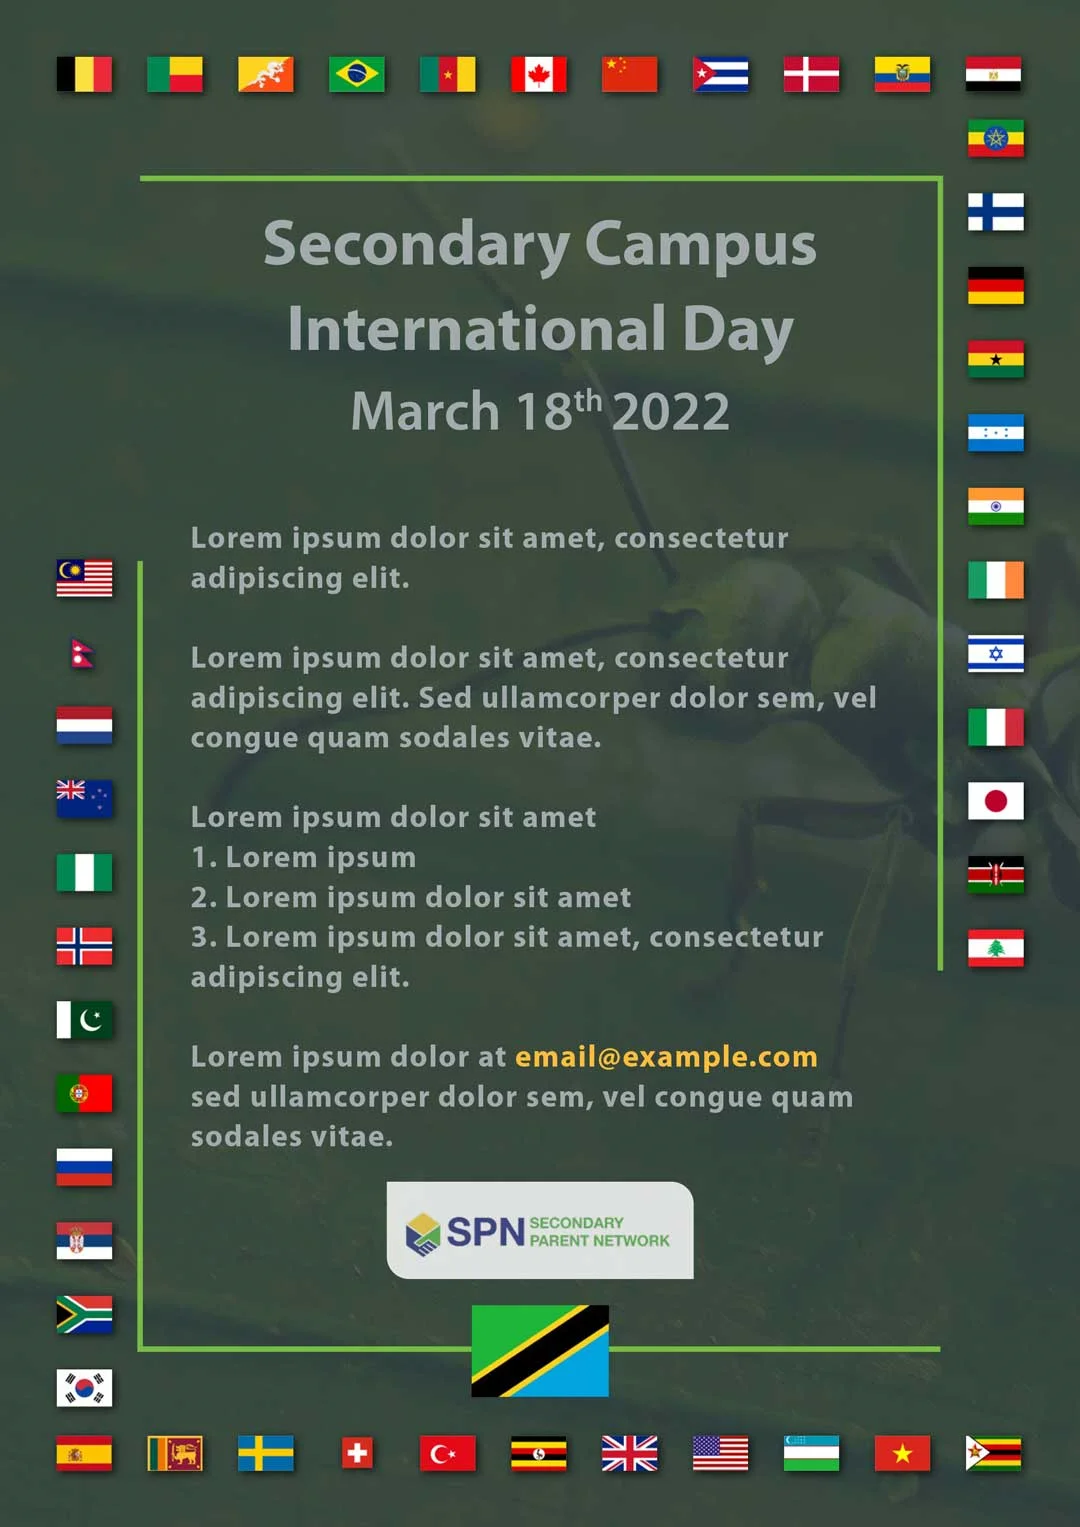 Secondary Campus
International Day
March 18th 2022
Lorem ipsum dolor sit amet, consectetur
adipiscing elit.
Lorem ipsum dolor sit amet, consectetur
adipiscing elit. Sed ullamcorper dolor sem, vel
congue quam sodales vitae.
Lorem ipsum dolor sit amet
1. Lorem ipsum
2. Lorem ipsum dolor sit amet
3. Lorem ipsum dolor sit amet, consectetur
adipiscing elit.
Lorem ipsum dolor at email@example.com
sed ullamcorper dolor sem, vel congue quam
sodales vitae.
SPN SECONDARY
PARENT NETWORK